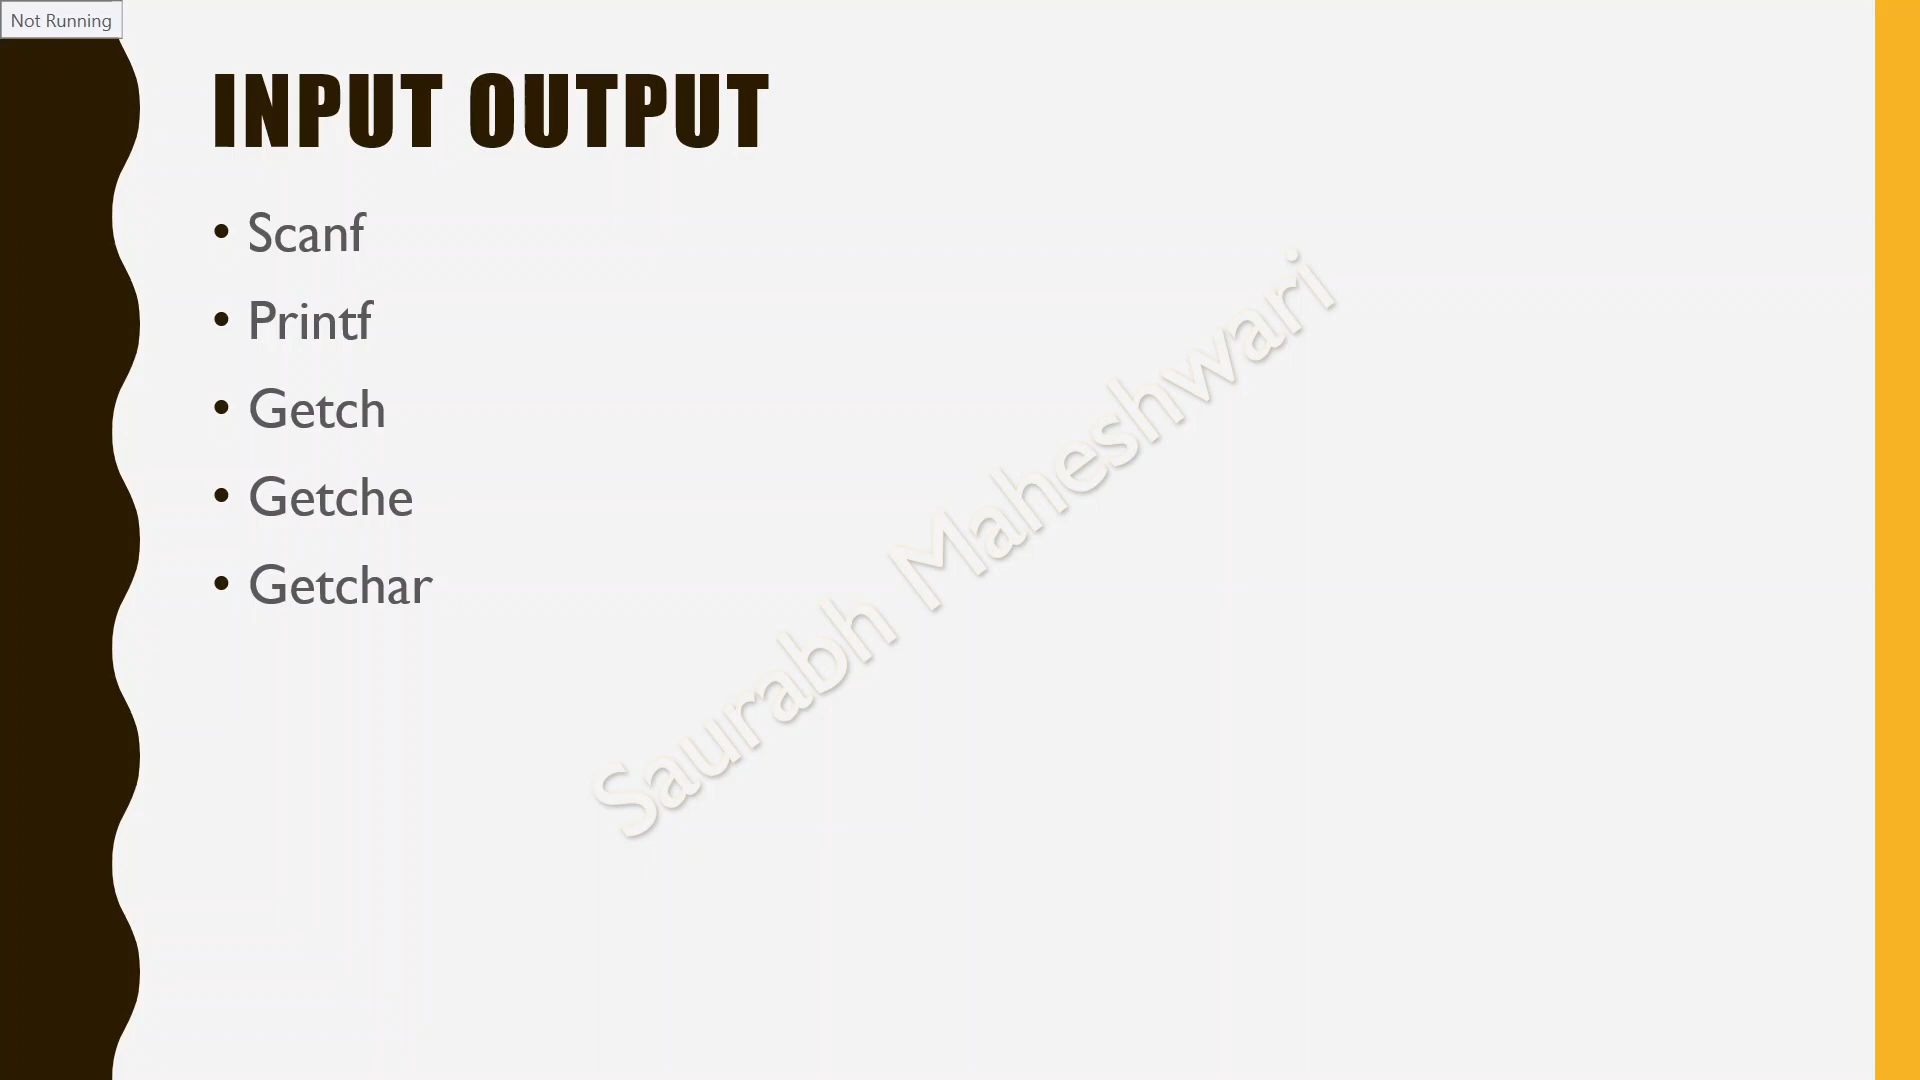 Not Running
INPUT OUTPUT
• Scanf
• Printf
• Getch
• Getche
• Getchar
Saurabh Maheshwari